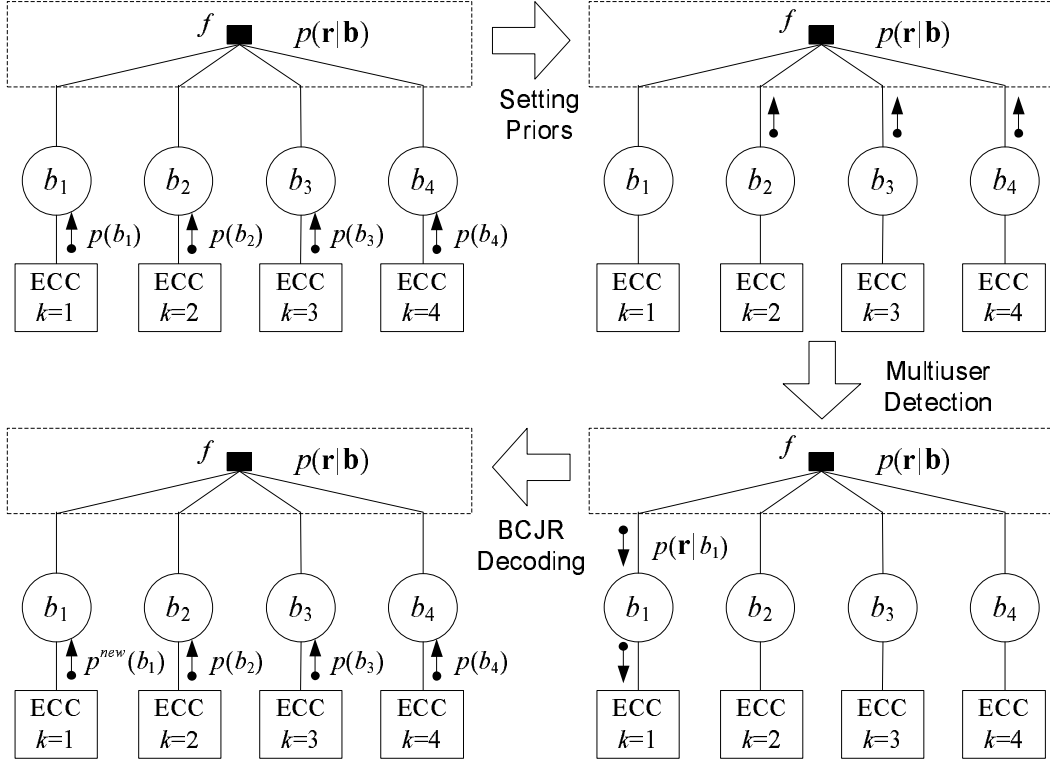 f p(r|b)
b1 b2 b3 b4
p(b1) p(b2) p(b3) p(b4)
ECC ECC ECC ECC
k=1 k=2 k=3 k=4
Setting
Priors
f p(r|b)
b1 b2 b3 b4
ECC ECC ECC ECC
k=1 k=2 k=3 k=4
Multiuser
Detection
f p(r|b)
p(r|b1)
b1 b2 b3 b4
ECC ECC ECC ECC
k=1 k=2 k=3 k=4
BCJR
Decoding
f p(r|b)
b1 b2 b3 b4
p^new(b1) p(b2) p(b3) p(b4)
ECC ECC ECC ECC
k=1 k=2 k=3 k=4